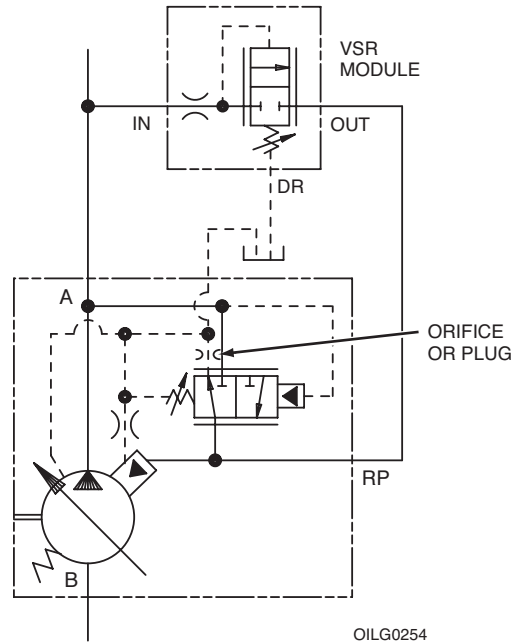 VSR
MODULE
IN
OUT
DR
A
ORIFICE
OR PLUG
RP
B
OILG0254